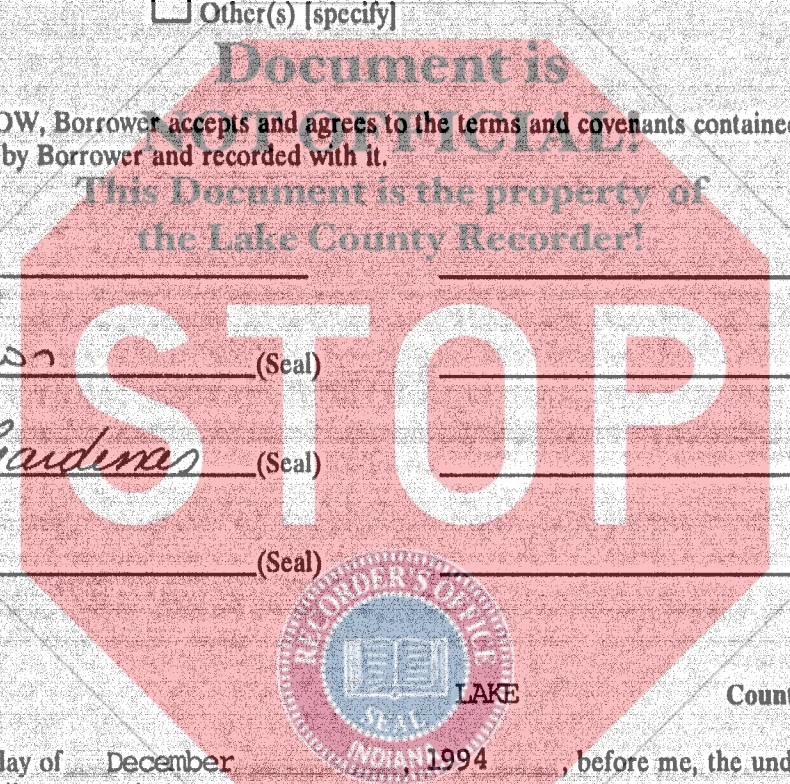 Other(s) [specify]
Document is
NOT OFFICIAL!
OW, Borrower accepts and agrees to the terms and covenants contained
by Borrower and recorded with it.
This Document is the property of
the Lake County Recorder!
STOP
(Seal)
Cardenas (Seal)
(Seal)
RECORDER'S OFFICE
SEAL
INDIANA
LAKE Count
day of December 1994 , before me, the und